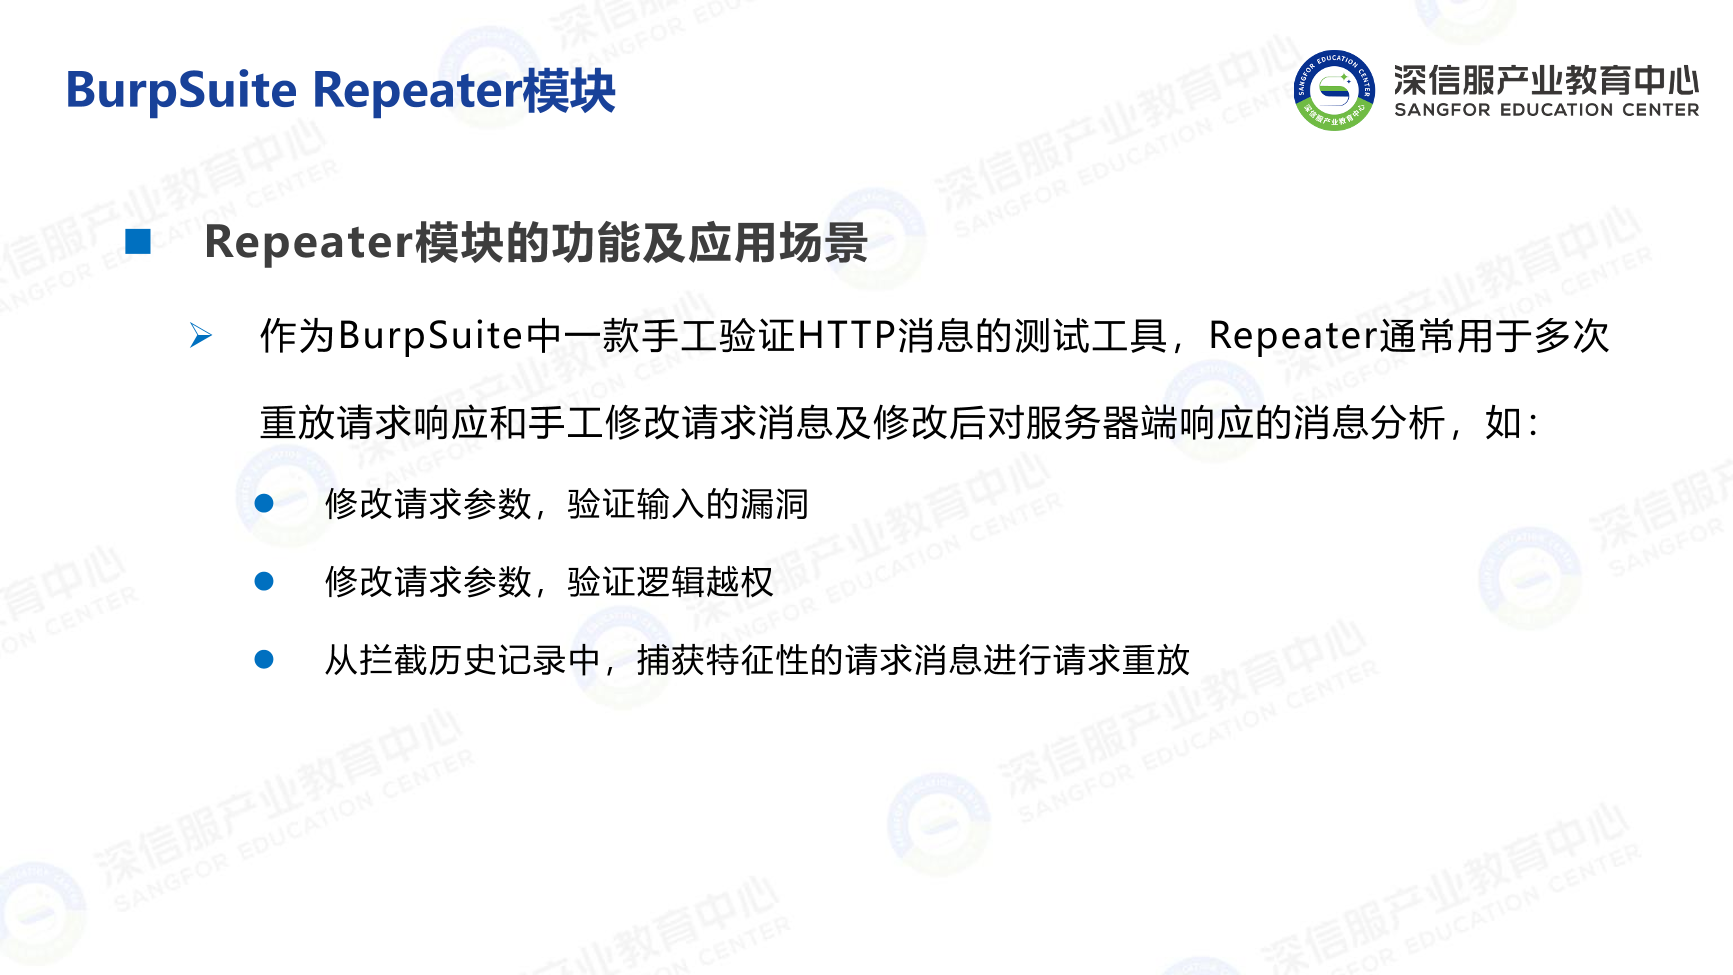 BurpSuite Repeater模块
深信服产业教育中心
SANGFOR EDUCATION CENTER
Repeater模块的功能及应用场景
作为BurpSuite中一款手工验证HTTP消息的测试工具，Repeater通常用于多次
重放请求响应和手工修改请求消息及修改后对服务器端响应的消息分析，如：
修改请求参数，验证输入的漏洞
修改请求参数，验证逻辑越权
从拦截历史记录中，捕获特征性的请求消息进行请求重放